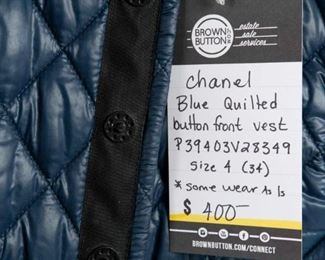 BROWN
BUTTON
estate
sale
services
chanel
Blue Quilted
button front vest
P39403V28349
Size 4 (34)
* some wear As Is
$ 400-
BROWNBUTTON.COM/CONNECT